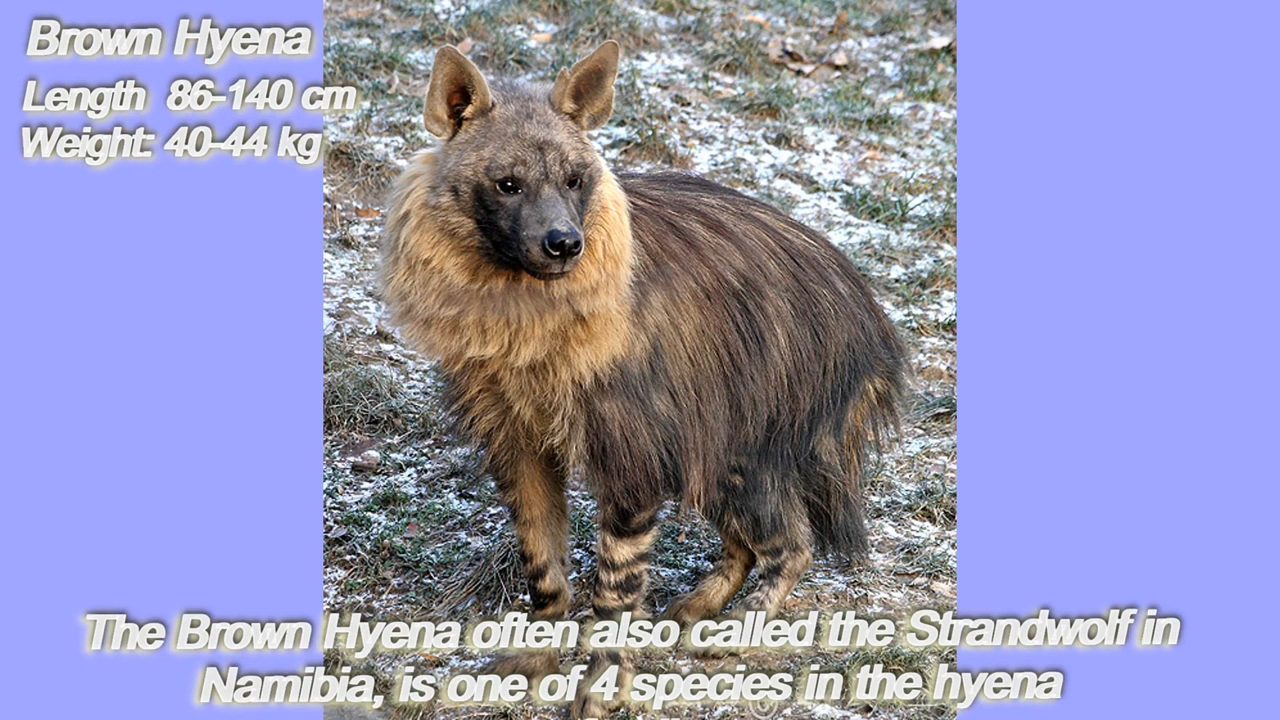 Brown Hyena
Length 86-140 cm
Weight: 40-44 kg
The Brown Hyena often also called the Strandwolf in
Namibia, is one of 4 species in the hyena